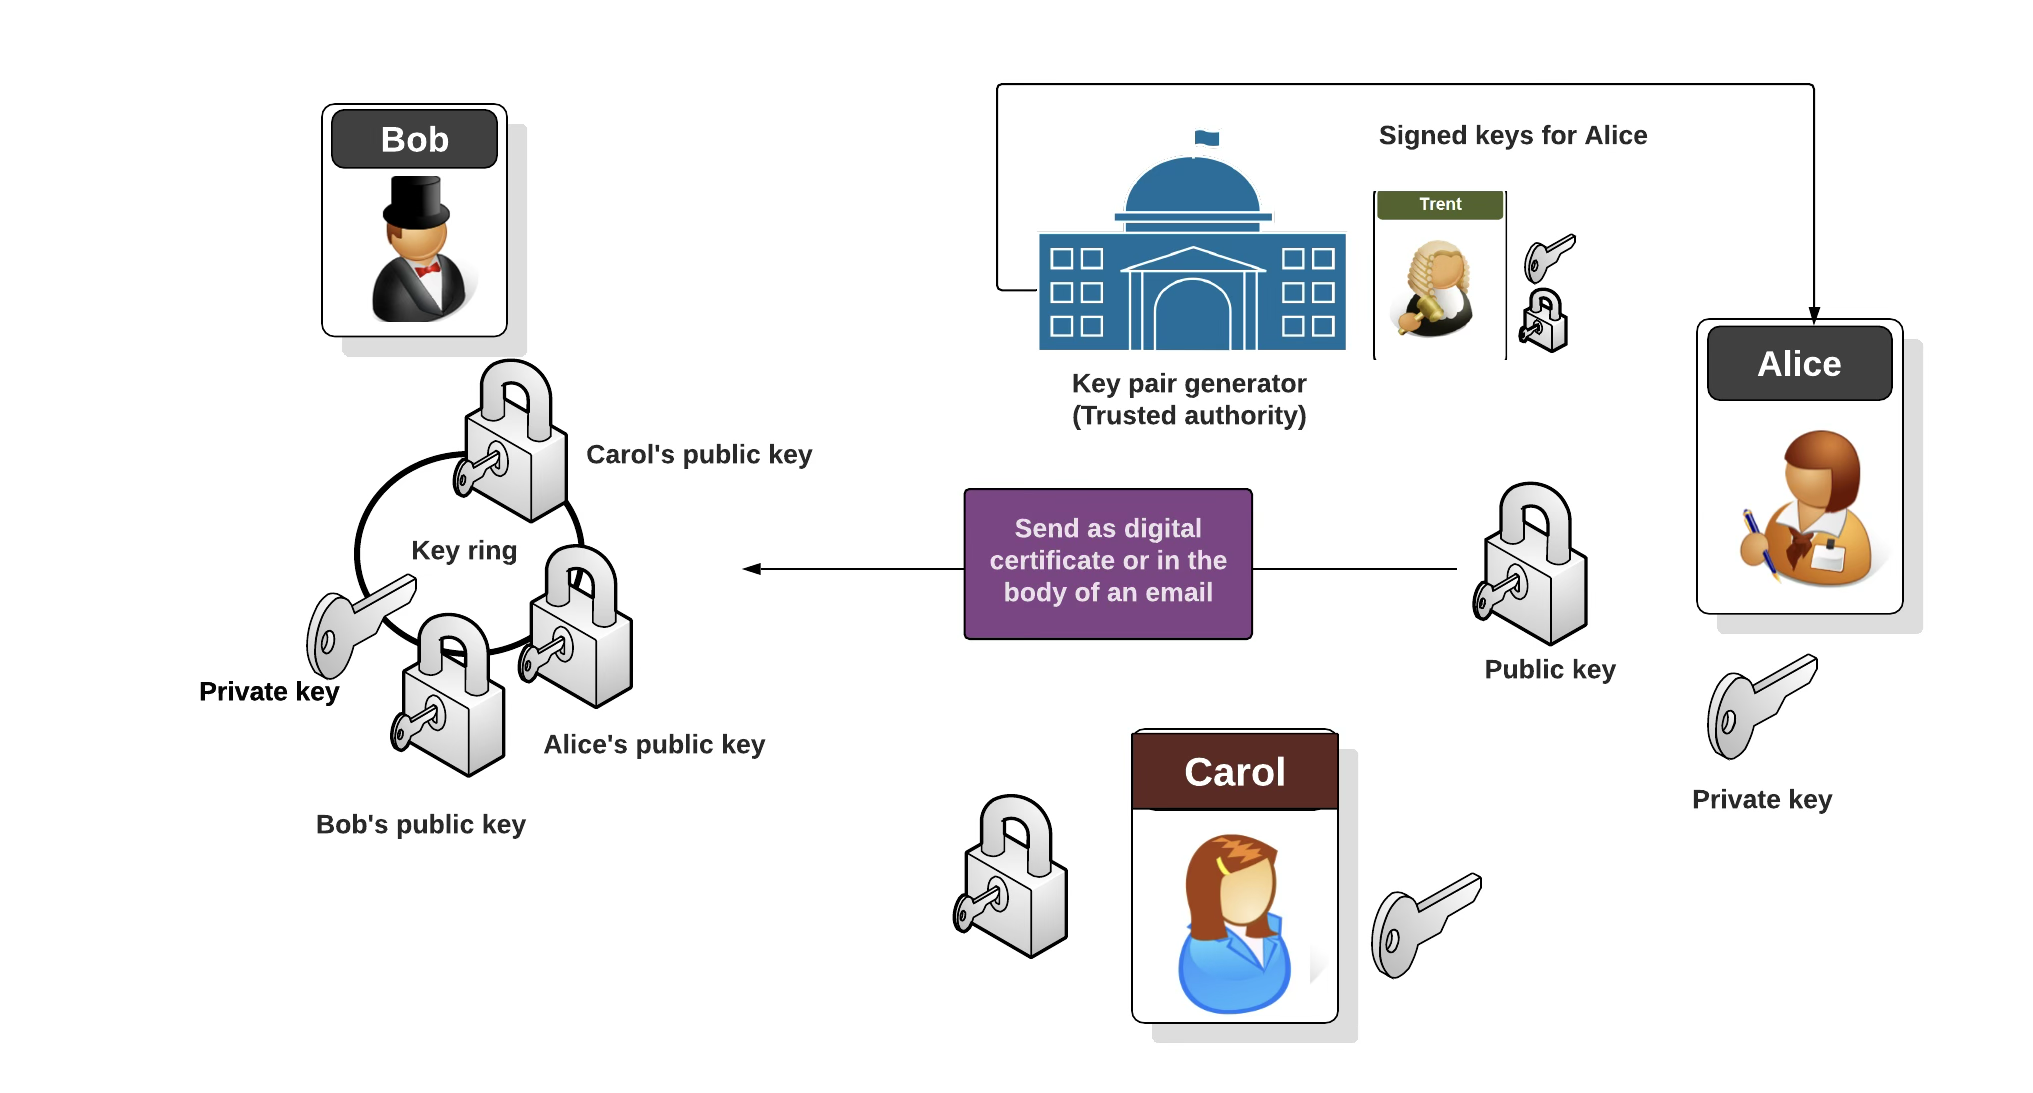 Bob
Signed keys for Alice
Trent
Alice
Key pair generator
(Trusted authority)
Carol's public key
Send as digital
certificate or in the
body of an email
Key ring
Public key
Private key
Alice's public key
Carol
Private key
Bob's public key